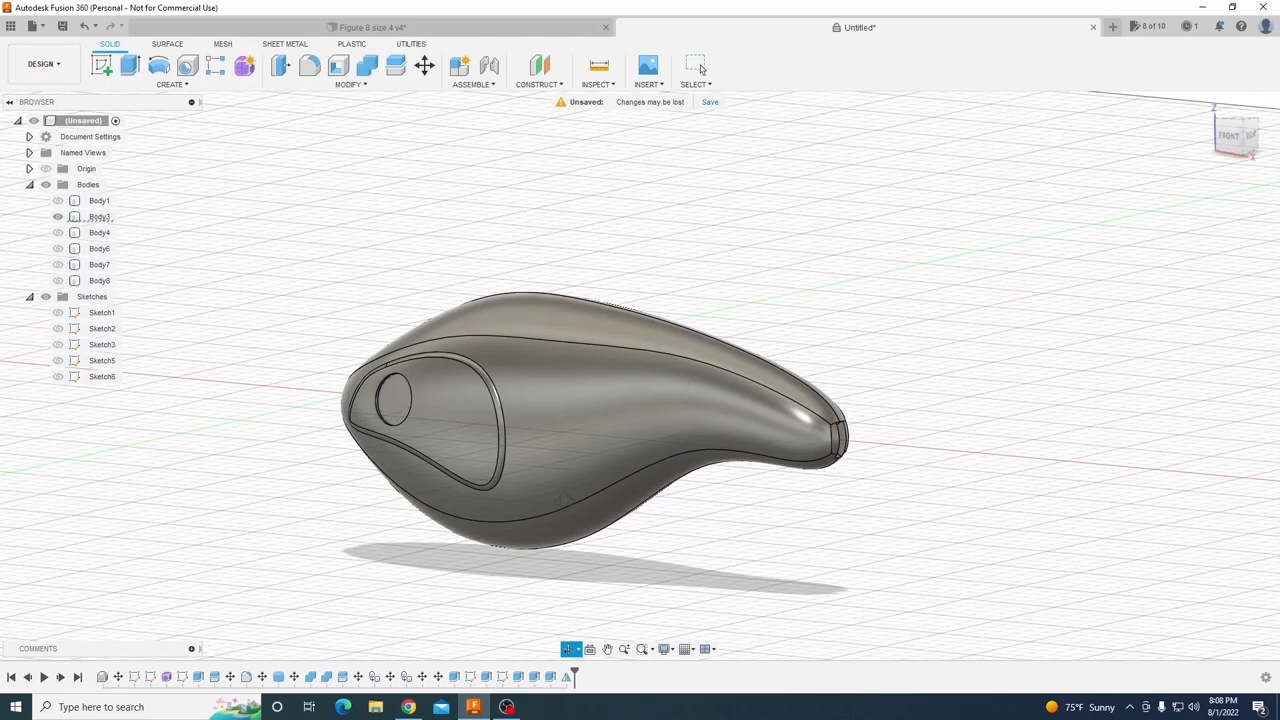 Autodesk Fusion 360 (Personal - Not for Commercial Use)
Figure 8 size 4 v4*
Untitled*
8 of 10
1
DESIGN
SOLID
SURFACE
MESH
SHEET METAL
PLASTIC
UTILITIES
CREATE
MODIFY
ASSEMBLE
CONSTRUCT
INSPECT
INSERT
SELECT
BROWSER
Unsaved: Changes may be lost Save
(Unsaved)
Document Settings
Named Views
Origin
Bodies
Body1
Body3
Body4
Body6
Body7
Body8
Sketches
Sketch1
Sketch2
Sketch3
Sketch5
Sketch6
Z
FRONT
X
COMMENTS
Type here to search
75°F Sunny
8:08 PM
8/1/2022
2